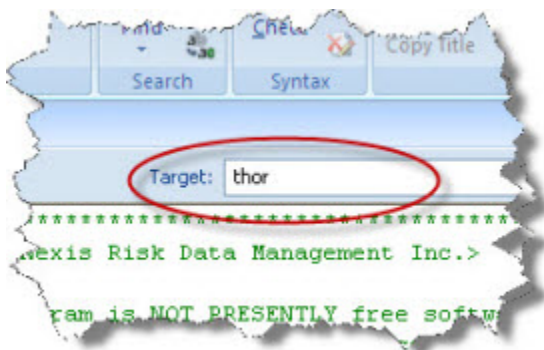 Copy Title
Search Syntax
Target: thor
*****************************************
exis Risk Data Management Inc.>
ram is NOT PRESENTLY free softw